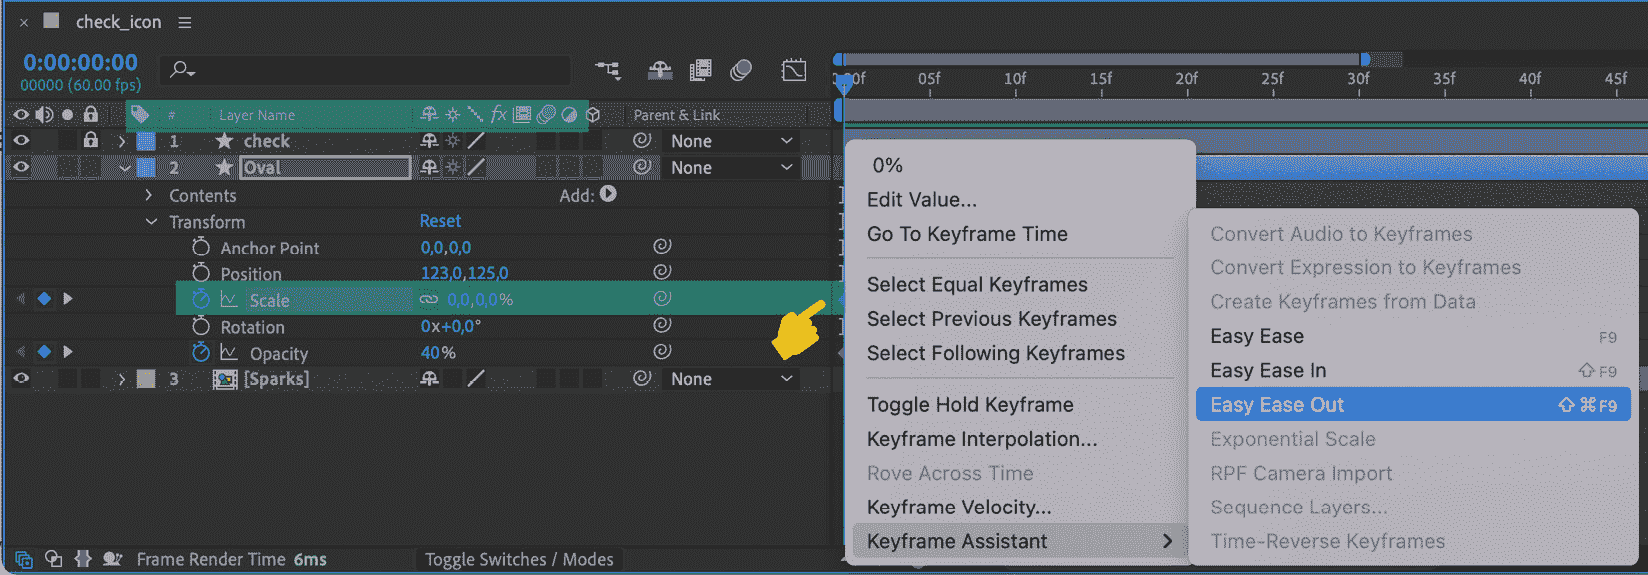 check_icon
0:00:00:00
00000 (60.00 fps)
00f 05f 10f 15f 20f 25f 30f 35f 40f 45f
# Layer Name fx Parent & Link
1 check None
2 Oval None
Contents Add:
Transform Reset
Anchor Point 0,0,0,0
Position 123,0,125,0
Scale 0,0,0,0%
Rotation 0x+0,0°
Opacity 40%
3 [Sparks] None
Frame Render Time 6ms Toggle Switches / Modes
0%
Edit Value...
Go To Keyframe Time
Select Equal Keyframes
Select Previous Keyframes
Select Following Keyframes
Toggle Hold Keyframe
Keyframe Interpolation...
Rove Across Time
Keyframe Velocity...
Keyframe Assistant
Convert Audio to Keyframes
Convert Expression to Keyframes
Create Keyframes from Data
Easy Ease F9
Easy Ease In ⇧F9
Easy Ease Out ⇧⌘F9
Exponential Scale
RPF Camera Import
Sequence Layers...
Time-Reverse Keyframes